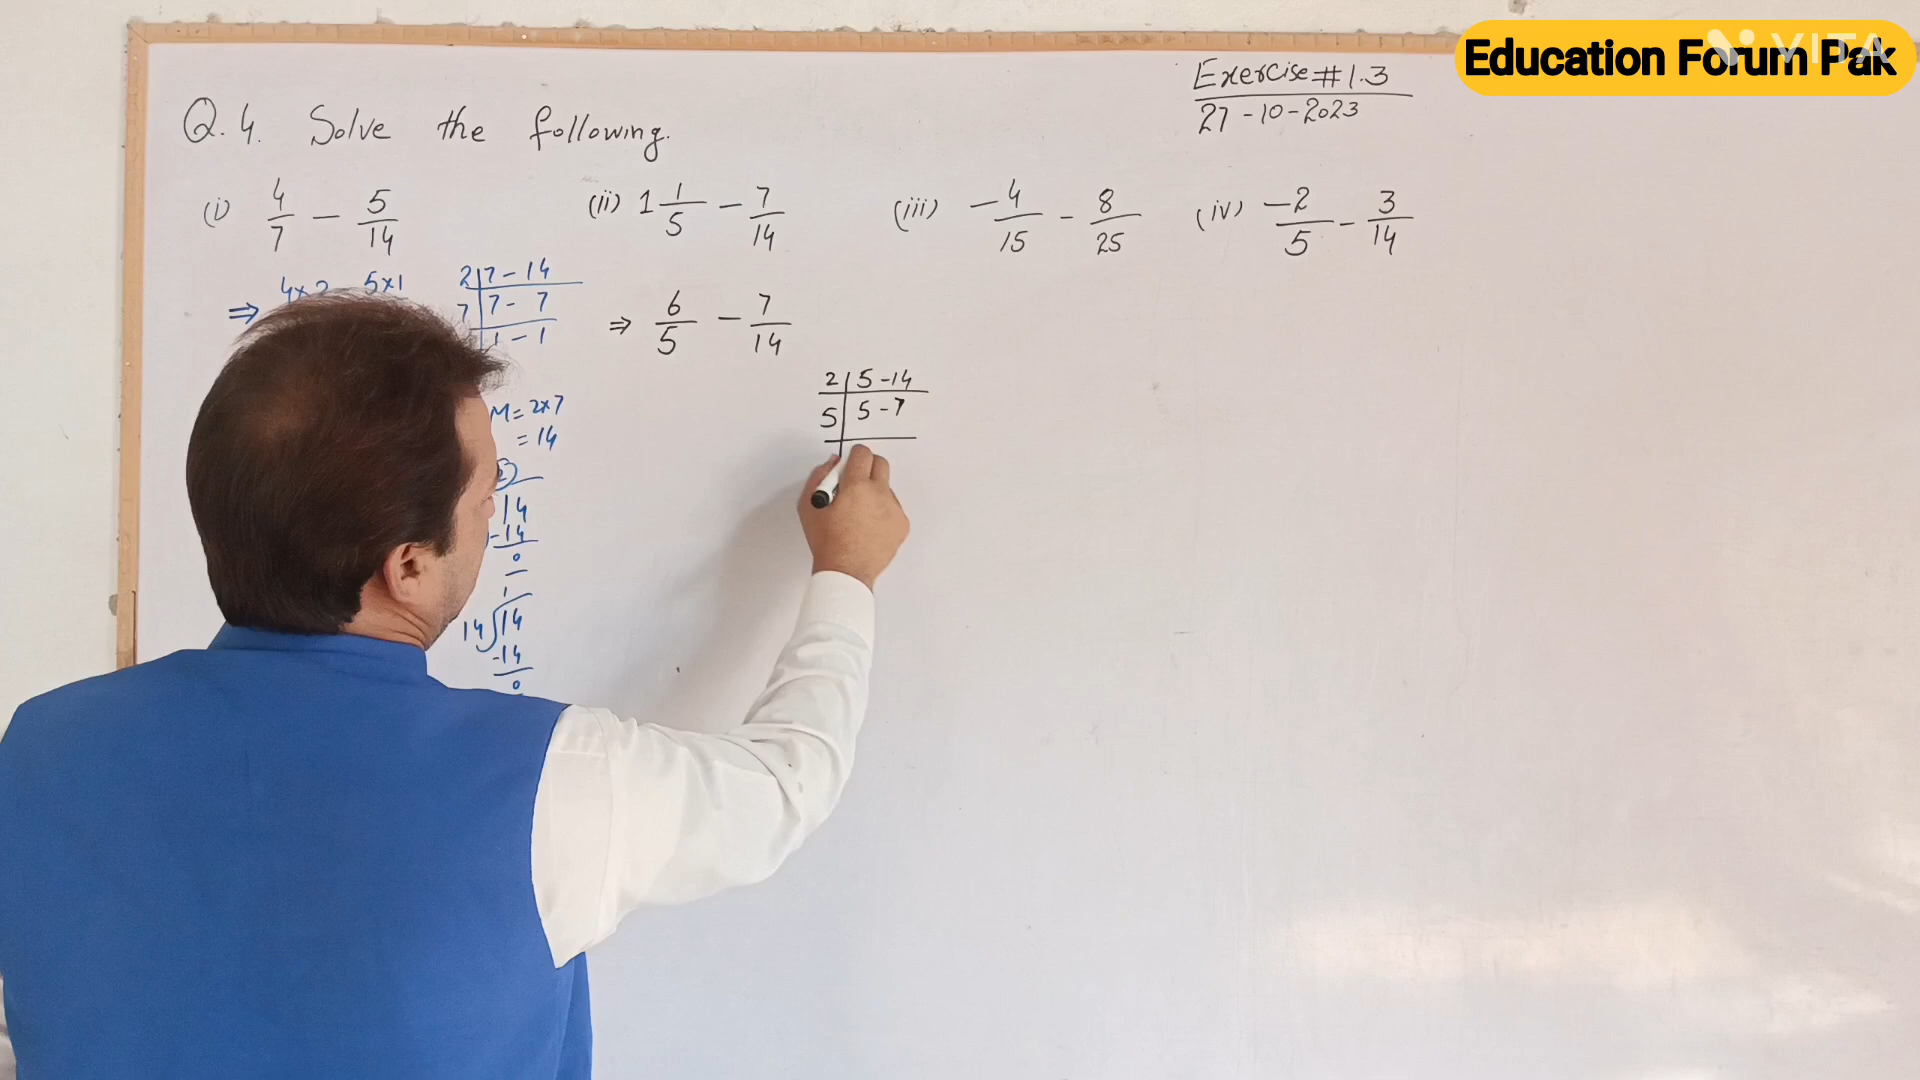 Education Forum Pak
VITA
Exercise # 1.3
27-10-2023
Q.4. Solve the following.
(i) 4/7 - 5/14 (ii) 1 1/5 - 7/14 (iii) -4/15 - 8/25 (iv) -2/5 - 3/14
⇒ 4×2 - 5×1
2 | 7 - 14
7 | 7 - 7
1 - 1
M = 2×7
= 14
2
14
-14
0
1
14 14
-14
0
⇒ 6/5 - 7/14
2 | 5 - 14
5 | 5 - 7